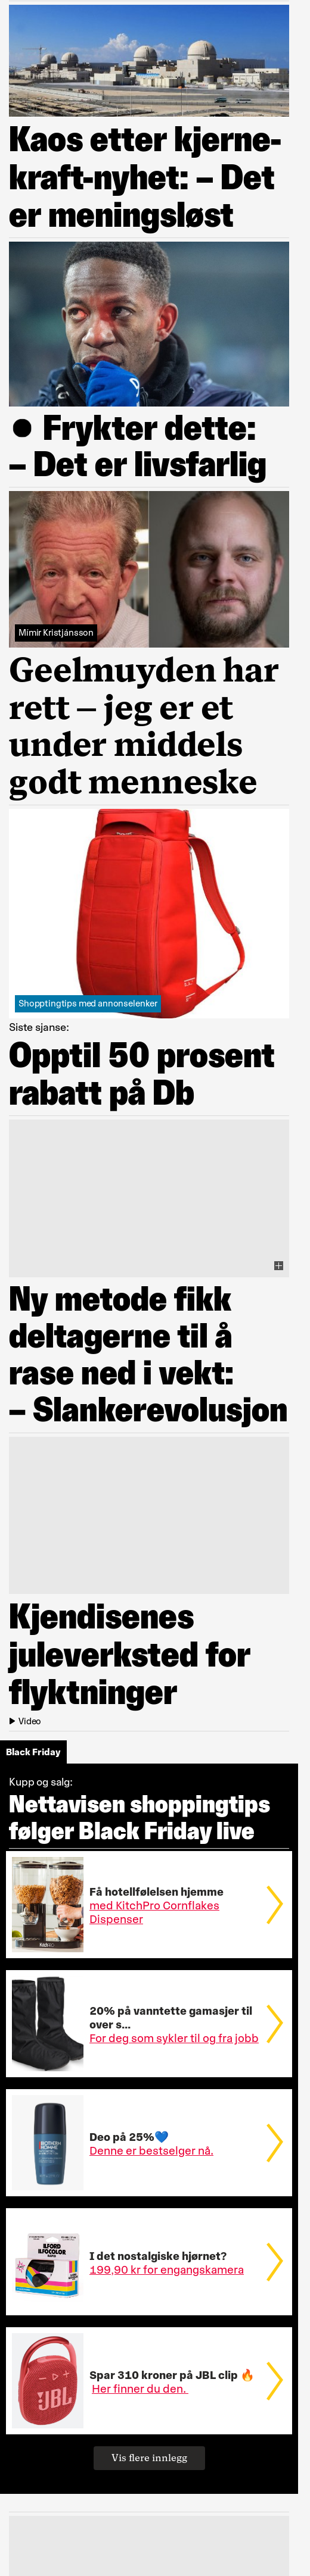 Kaos etter kjerne-
kraft-nyhet: – Det
er meningsløst
● Frykter dette:
– Det er livsfarlig
Mímir Kristjánsson
Geelmuyden har
rett – jeg er et
under middels
godt menneske
Shopptingtips med annonselenker
Siste sjanse:
Opptil 50 prosent
rabatt på Db
Ny metode fikk
deltagerne til å
rase ned i vekt:
– Slankerevolusjon
Kjendisenes
juleverksted for
flyktninger
Video
Black Friday
Kupp og salg:
Nettavisen shoppingtips
følger Black Friday live
Få hotellfølelsen hjemme
med KitchPro Cornflakes
Dispenser
20% på vanntette gamasjer til
over s...
For deg som sykler til og fra jobb
BIOTHERM
HOMME
Deo på 25%💙
Denne er bestselger nå.
ILFORD
ILFOCOLOR
I det nostalgiske hjørnet?
199,90 kr for engangskamera
JBL
Spar 310 kroner på JBL clip 🔥
Her finner du den.
Vis flere innlegg